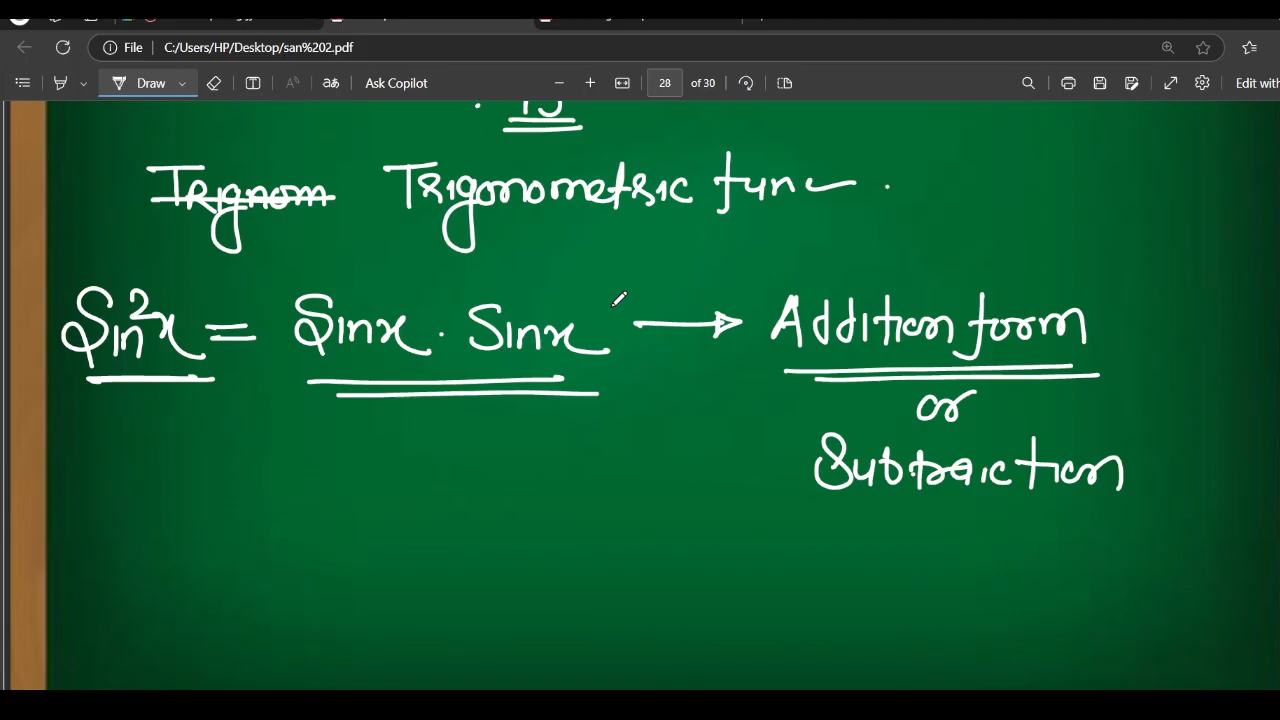 File | C:/Users/HP/Desktop/san%202.pdf
Draw Ask Copilot 28 of 30 Edit with
Trignom Trigonometric func .
Sin²x = Sinx . Sinx → Addition form
or
Subtraction